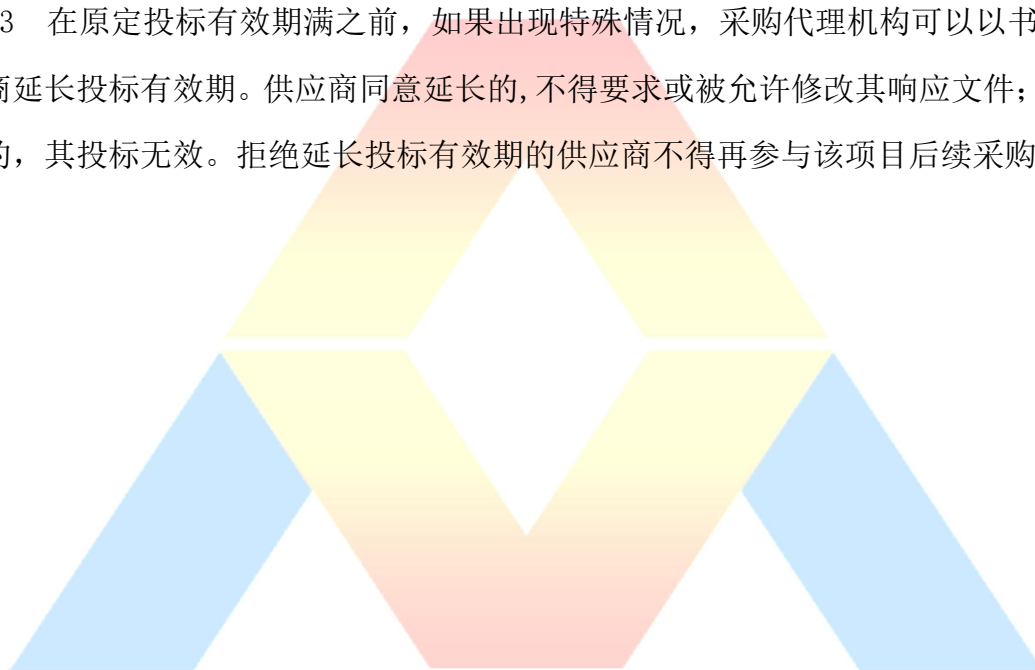 3 在原定投标有效期满之前，如果出现特殊情况，采购代理机构可以以书
商延长投标有效期。供应商同意延长的,不得要求或被允许修改其响应文件；
的，其投标无效。拒绝延长投标有效期的供应商不得再参与该项目后续采购